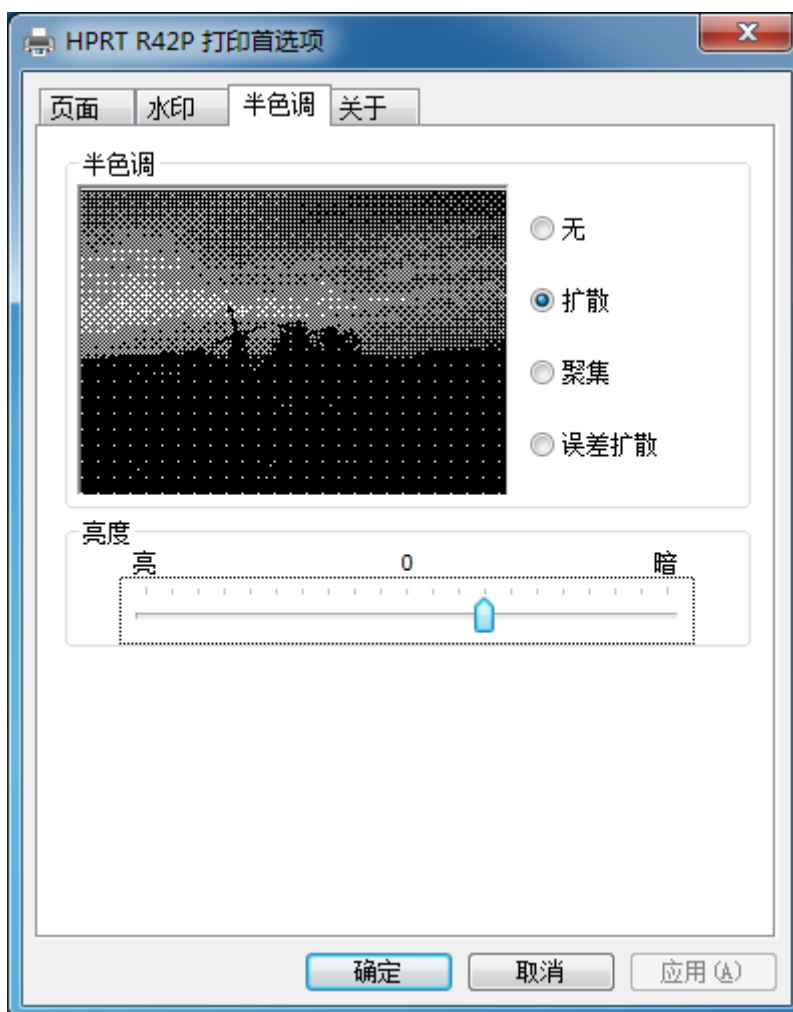 HPRT R42P 打印首选项
页面 水印 半色调 关于
半色调
无
扩散
聚集
误差扩散
亮度
亮 0 暗
确定 取消 应用(A)